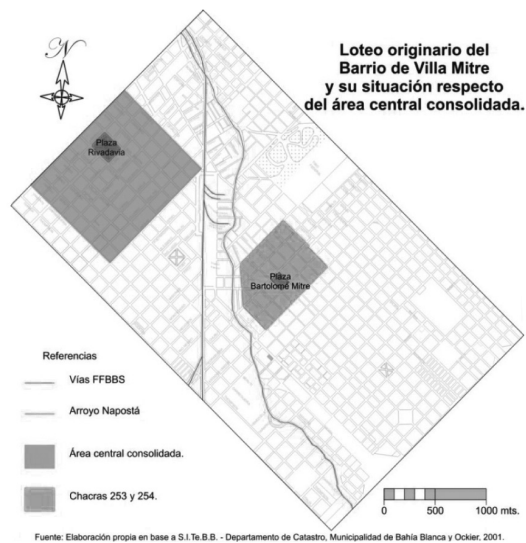 N
Loteo originario del
Barrio de Villa Mitre
y su situación respecto
del área central consolidada.
Plaza
Rivadavia
Plaza
Bartolomé Mitre
Referencias
Vías FFBBS
Arroyo Napostá
Área central consolidada.
Chacras 253 y 254.
0 500 1000 mts.
Fuente: Elaboración propia en base a S.I.Te.B.B. - Departamento de Catastro, Municipalidad de Bahía Blanca y Ockier, 2001.